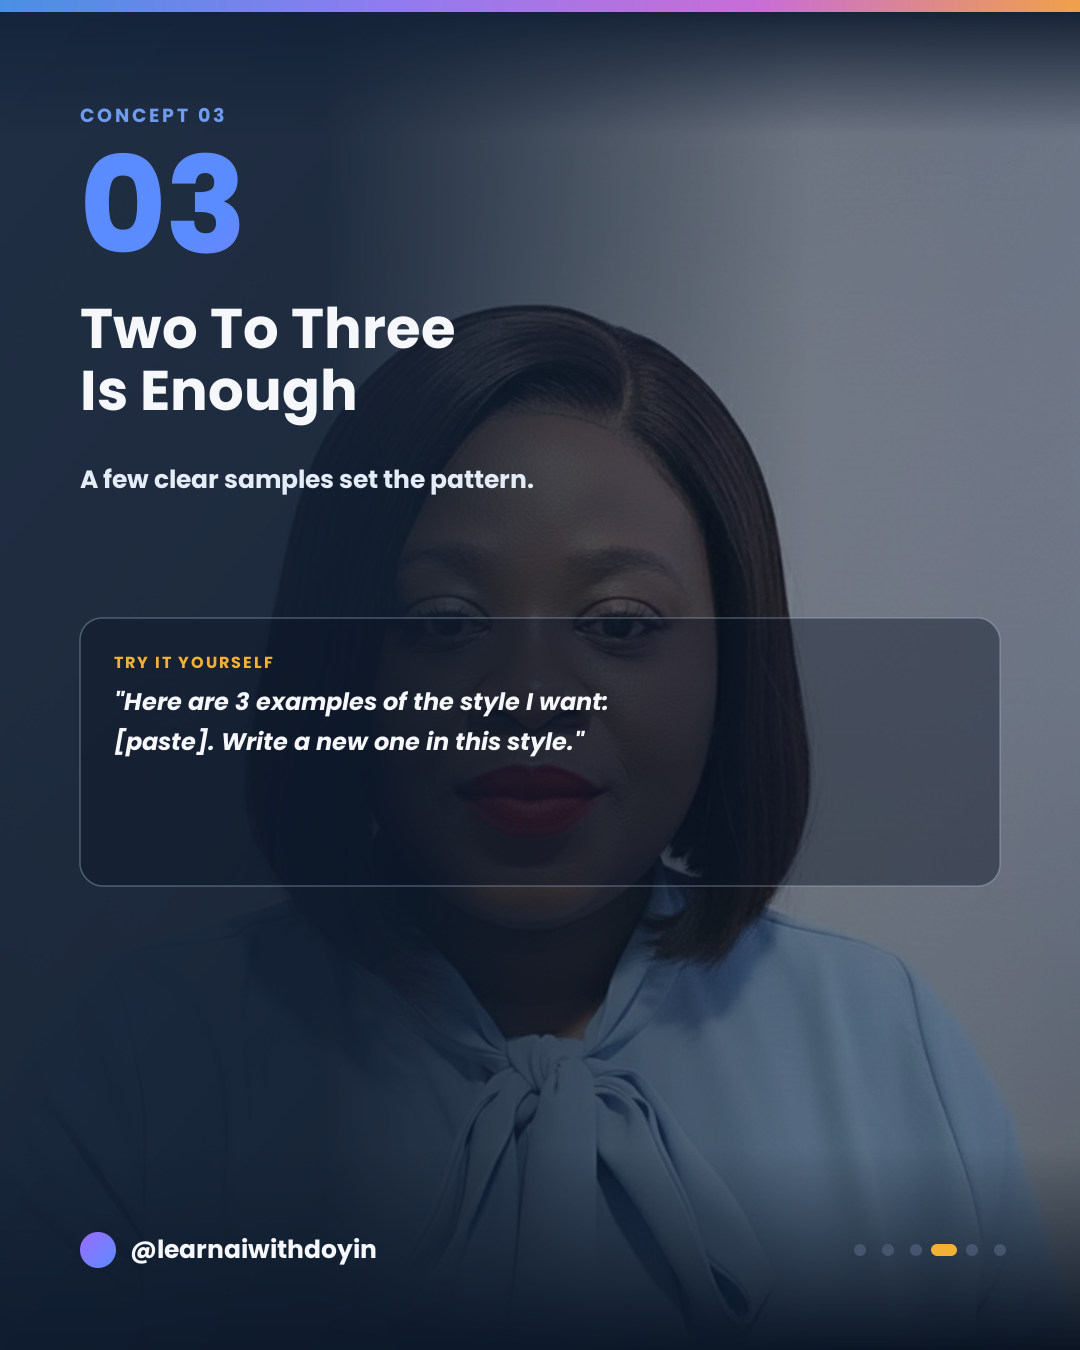 CONCEPT 03
03
Two To Three
Is Enough
A few clear samples set the pattern.
TRY IT YOURSELF
"Here are 3 examples of the style I want:
[paste]. Write a new one in this style."
@learnaiwithdoyin